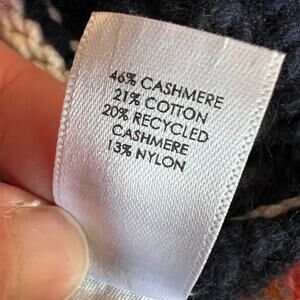 46% CASHMERE
21% COTTON
20% RECYCLED
CASHMERE
13% NYLON